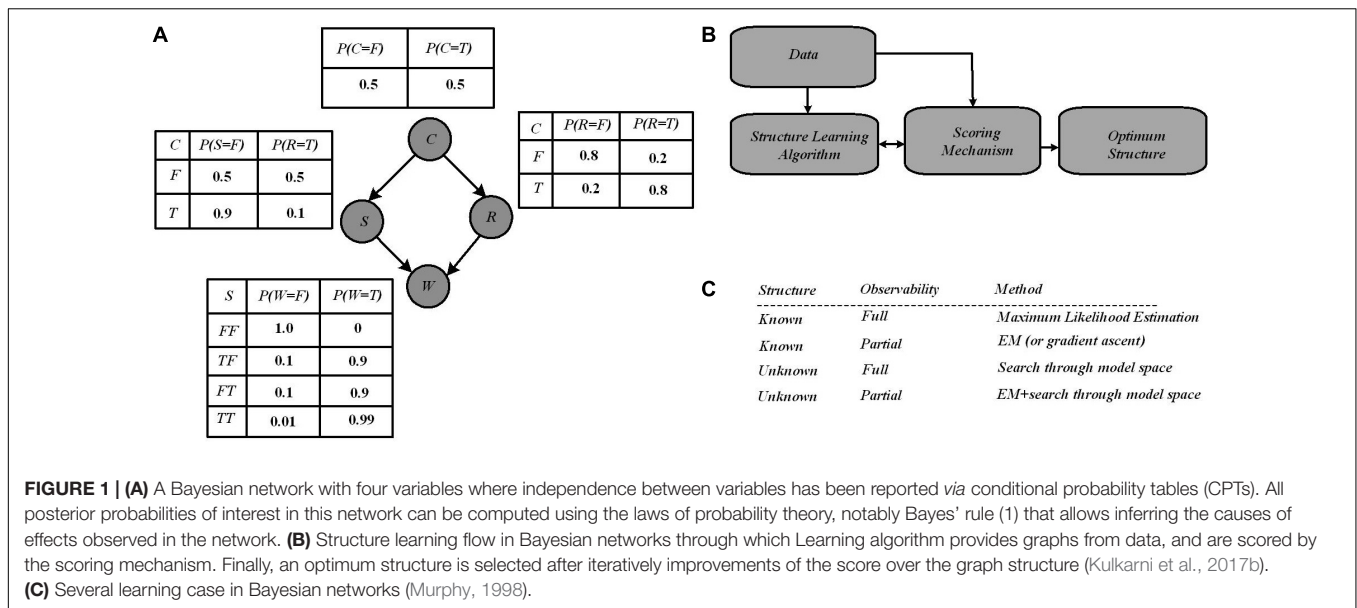 A
P(C=F) P(C=T)
0.5 0.5
C P(S=F) P(R=T)
F 0.5 0.5
T 0.9 0.1
C P(R=F) P(R=T)
F 0.8 0.2
T 0.2 0.8
C
S
R
W
S P(W=F) P(W=T)
FF 1.0 0
TF 0.1 0.9
FT 0.1 0.9
TT 0.01 0.99
B
Data
Structure Learning
Algorithm
Scoring
Mechanism
Optimum
Structure
C
Structure Observability Method
Known Full Maximum Likelihood Estimation
Known Partial EM (or gradient ascent)
Unknown Full Search through model space
Unknown Partial EM+search through model space
FIGURE 1 | (A) A Bayesian network with four variables where independence between variables has been reported via conditional probability tables (CPTs). All
posterior probabilities of interest in this network can be computed using the laws of probability theory, notably Bayes' rule (1) that allows inferring the causes of
effects observed in the network. (B) Structure learning flow in Bayesian networks through which Learning algorithm provides graphs from data, and are scored by
the scoring mechanism. Finally, an optimum structure is selected after iteratively improvements of the score over the graph structure (Kulkarni et al., 2017b).
(C) Several learning case in Bayesian networks (Murphy, 1998).